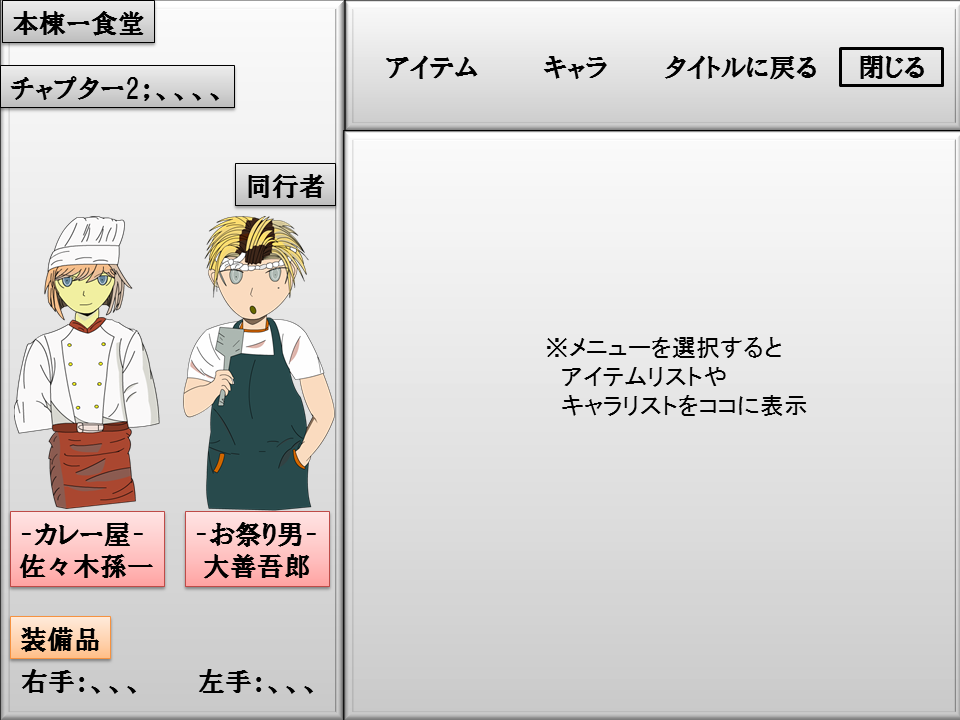 本棟一食堂
チャプター2；、、、、
同行者
-カレー屋-
佐々木孫一
-お祭り男-
大善吾郎
装備品
右手：、、、
左手：、、、
アイテム
キャラ
タイトルに戻る
閉じる
※メニューを選択すると
アイテムリストや
キャラリストをココに表示